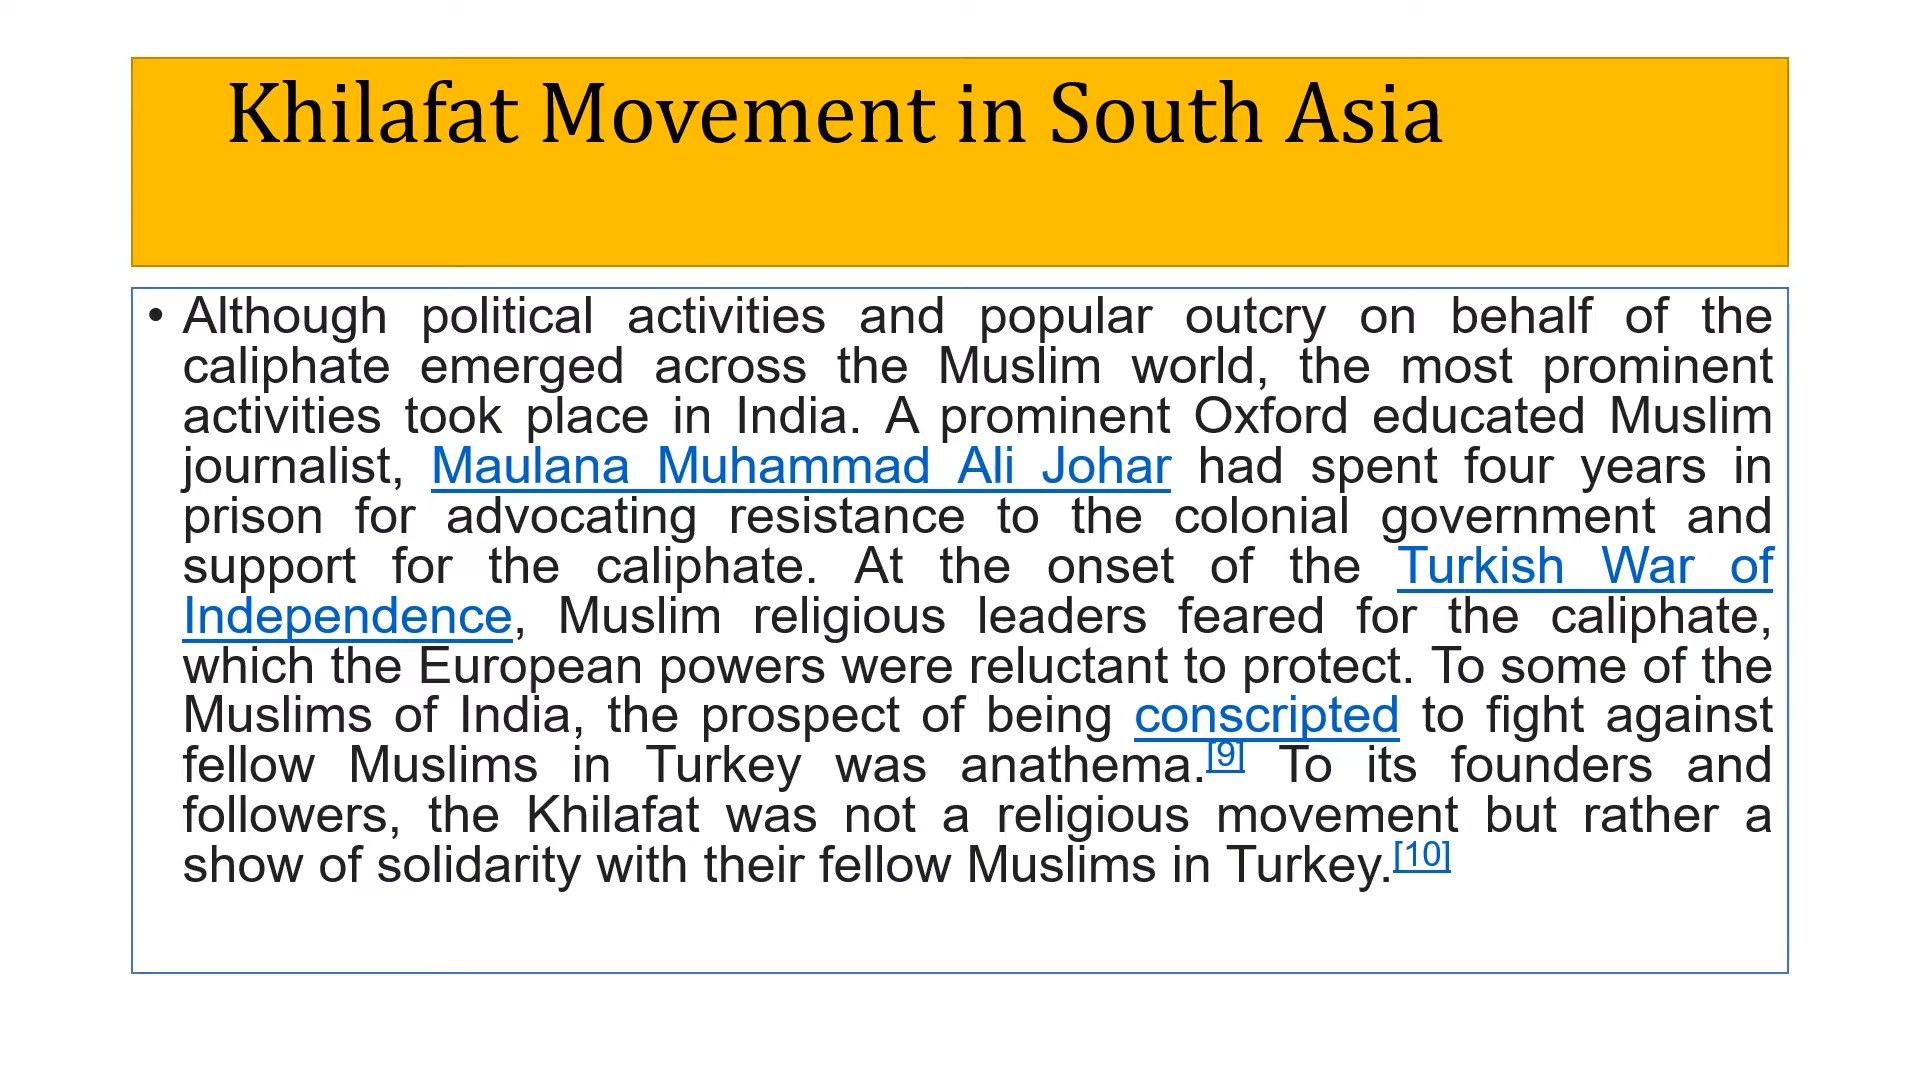 Khilafat Movement in South Asia
• Although political activities and popular outcry on behalf of the
caliphate emerged across the Muslim world, the most prominent
activities took place in India. A prominent Oxford educated Muslim
journalist, Maulana Muhammad Ali Johar had spent four years in
prison for advocating resistance to the colonial government and
support for the caliphate. At the onset of the Turkish War of
Independence, Muslim religious leaders feared for the caliphate,
which the European powers were reluctant to protect. To some of the
Muslims of India, the prospect of being conscripted to fight against
fellow Muslims in Turkey was anathema.[9] To its founders and
followers, the Khilafat was not a religious movement but rather a
show of solidarity with their fellow Muslims in Turkey.[10]